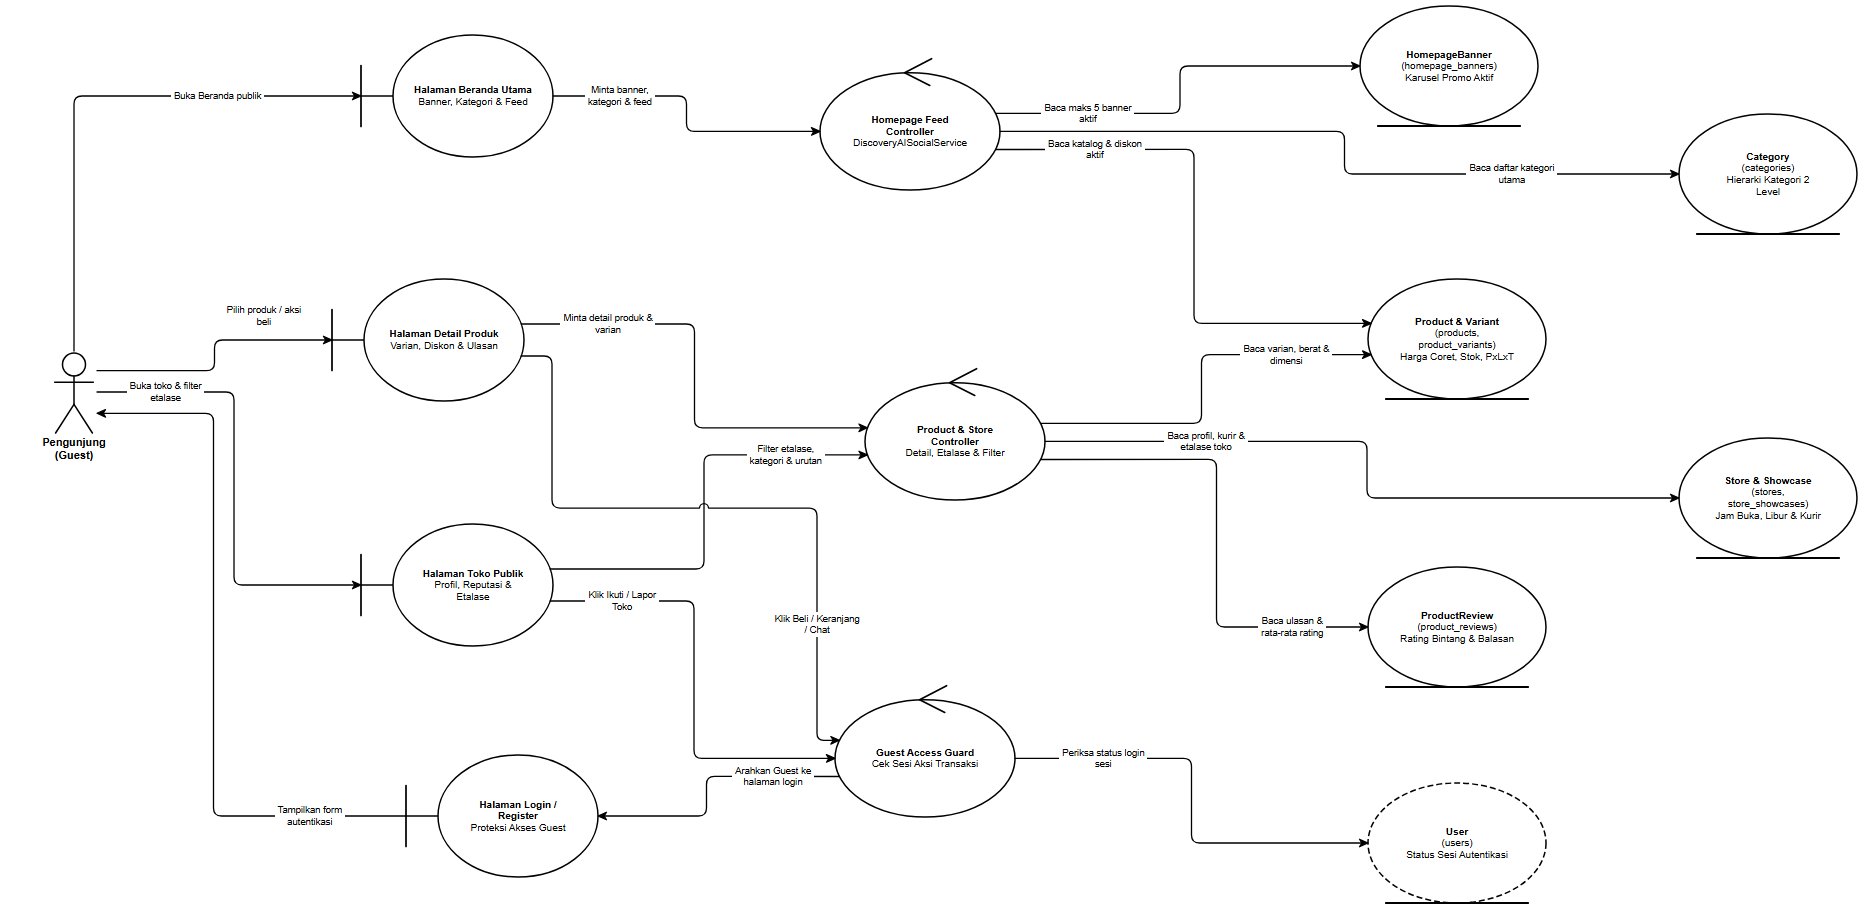 HomepageBanner
(homepage_banners)
Karusel Promo Aktif
Buka Beranda publik
Halaman Beranda Utama
Banner, Kategori & Feed
Minta banner,
kategori & feed
Homepage Feed
Controller
DiscoveryAISocialService
Baca maks 5 banner
aktif
Baca katalog & diskon
aktif
Baca daftar kategori
utama
Category
(categories)
Hierarki Kategori 2
Level
Pilih produk / aksi
beli
Halaman Detail Produk
Varian, Diskon & Ulasan
Minta detail produk &
varian
Baca varian, berat &
dimensi
Product & Variant
(products,
product_variants)
Harga Coret, Stok, PxLxT
Buka toko & filter
etalase
Pengunjung
(Guest)
Filter etalase,
kategori & urutan
Product & Store
Controller
Detail, Etalase & Filter
Baca profil, kurir &
etalase toko
Store & Showcase
(stores,
store_showcases)
Jam Buka, Libur & Kurir
Halaman Toko Publik
Profil, Reputasi &
Etalase
Klik Ikuti / Lapor
Toko
Klik Beli / Keranjang
/ Chat
Baca ulasan &
rata-rata rating
ProductReview
(product_reviews)
Rating Bintang & Balasan
Tampilkan form
autentikasi
Halaman Login /
Register
Proteksi Akses Guest
Arahkan Guest ke
halaman login
Guest Access Guard
Cek Sesi Aksi Transaksi
Periksa status login
sesi
User
(users)
Status Sesi Autentikasi